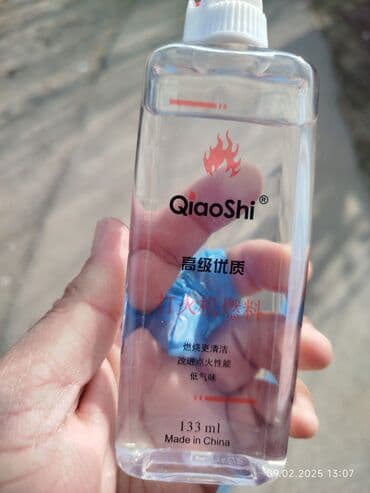 QiaoShi®
高级优质
打火机燃料
燃烧更清洁
改进点火性能
低气味
133 ml
Made in China
09.02.2025 13:07